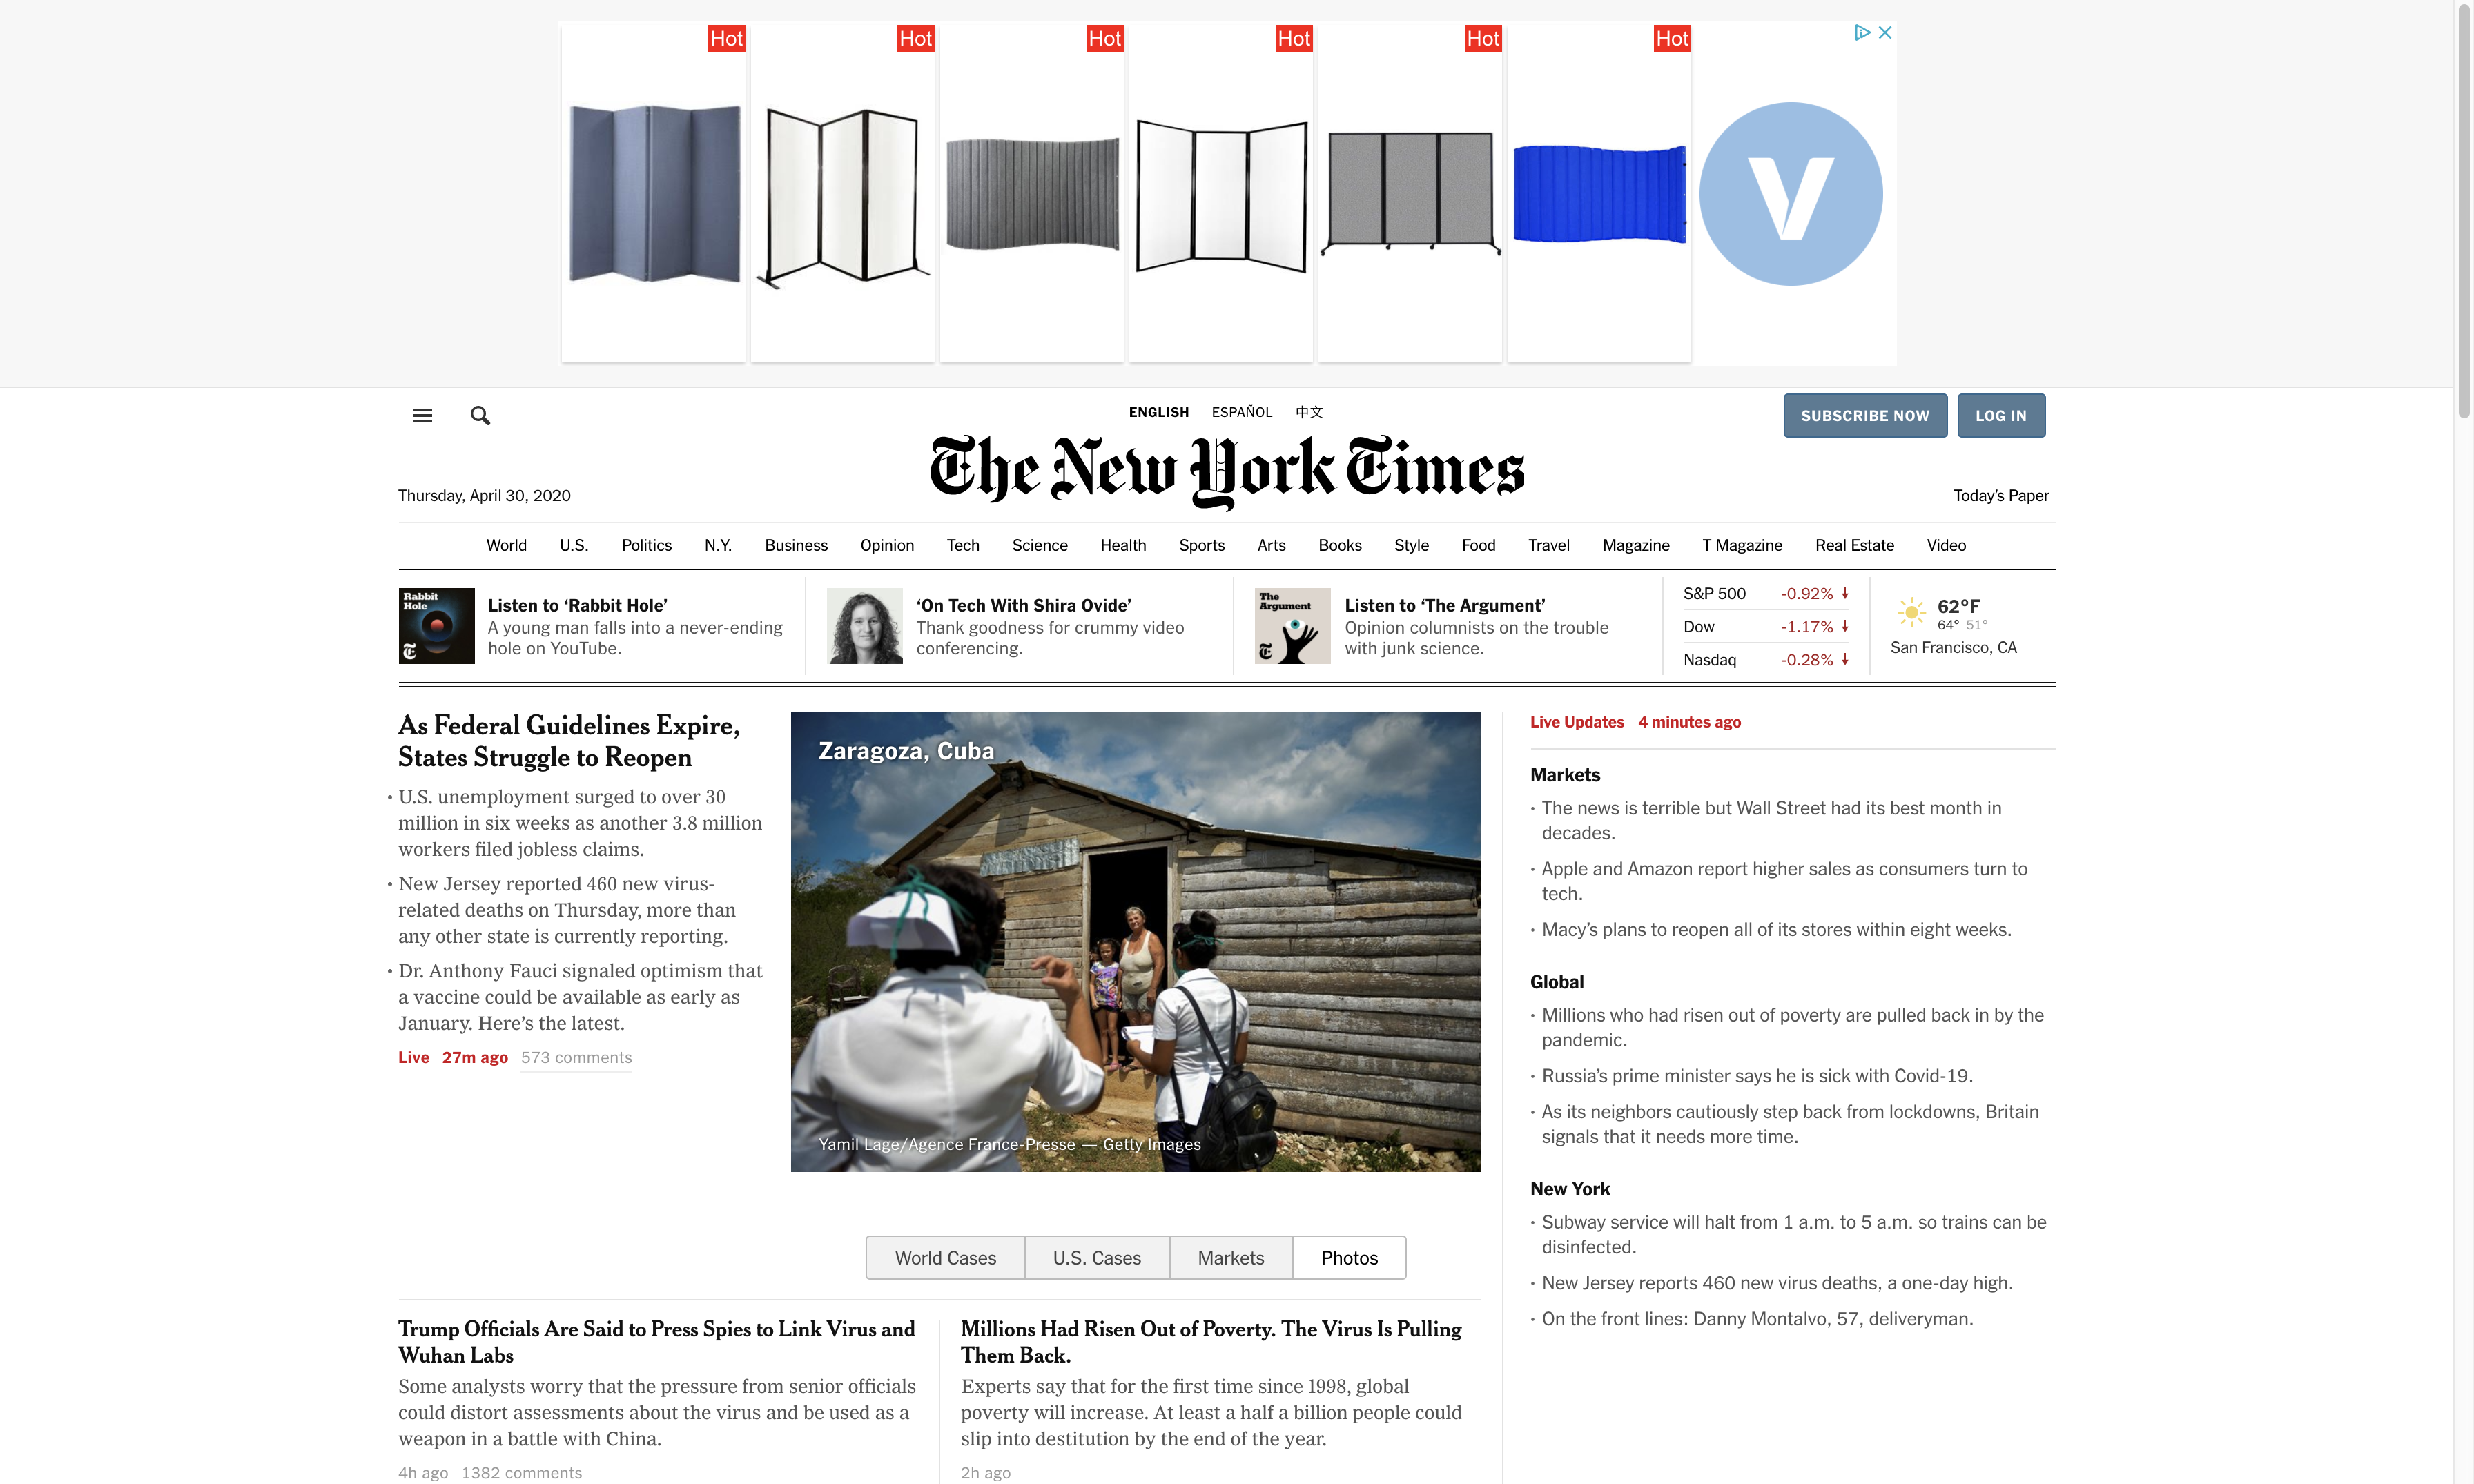 Hot
Hot
Hot
Hot
Hot
Hot
V
ENGLISH ESPAÑOL 中文
SUBSCRIBE NOW LOG IN
The New York Times
Thursday, April 30, 2020
Today's Paper
World U.S. Politics N.Y. Business Opinion Tech Science Health Sports Arts Books Style Food Travel Magazine T Magazine Real Estate Video
Rabbit
Hole
Listen to ‘Rabbit Hole’
A young man falls into a never-ending
hole on YouTube.
‘On Tech With Shira Ovide’
Thank goodness for crummy video
conferencing.
The
Argument
Listen to ‘The Argument’
Opinion columnists on the trouble
with junk science.
S&P 500 -0.92% ↓
Dow -1.17% ↓
Nasdaq -0.28% ↓
62°F
64° 51°
San Francisco, CA
As Federal Guidelines Expire,
States Struggle to Reopen
• U.S. unemployment surged to over 30
million in six weeks as another 3.8 million
workers filed jobless claims.
• New Jersey reported 460 new virus-
related deaths on Thursday, more than
any other state is currently reporting.
• Dr. Anthony Fauci signaled optimism that
a vaccine could be available as early as
January. Here’s the latest.
Live 27m ago 573 comments
Zaragoza, Cuba
Yamil Lage/Agence France-Presse — Getty Images
World Cases U.S. Cases Markets Photos
Trump Officials Are Said to Press Spies to Link Virus and
Wuhan Labs
Some analysts worry that the pressure from senior officials
could distort assessments about the virus and be used as a
weapon in a battle with China.
4h ago 1382 comments
Millions Had Risen Out of Poverty. The Virus Is Pulling
Them Back.
Experts say that for the first time since 1998, global
poverty will increase. At least a half a billion people could
slip into destitution by the end of the year.
2h ago
Live Updates 4 minutes ago
Markets
• The news is terrible but Wall Street had its best month in
decades.
• Apple and Amazon report higher sales as consumers turn to
tech.
• Macy’s plans to reopen all of its stores within eight weeks.
Global
• Millions who had risen out of poverty are pulled back in by the
pandemic.
• Russia’s prime minister says he is sick with Covid-19.
• As its neighbors cautiously step back from lockdowns, Britain
signals that it needs more time.
New York
• Subway service will halt from 1 a.m. to 5 a.m. so trains can be
disinfected.
• New Jersey reports 460 new virus deaths, a one-day high.
• On the front lines: Danny Montalvo, 57, deliveryman.